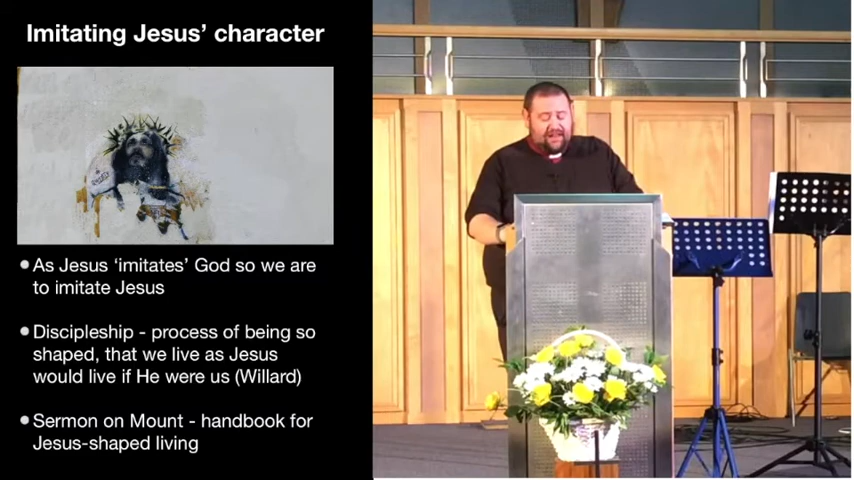 Imitating Jesus' character
As Jesus 'imitates' God so we are
to imitate Jesus
Discipleship - process of being so
shaped, that we live as Jesus
would live if He were us (Willard)
Sermon on Mount - handbook for
Jesus-shaped living